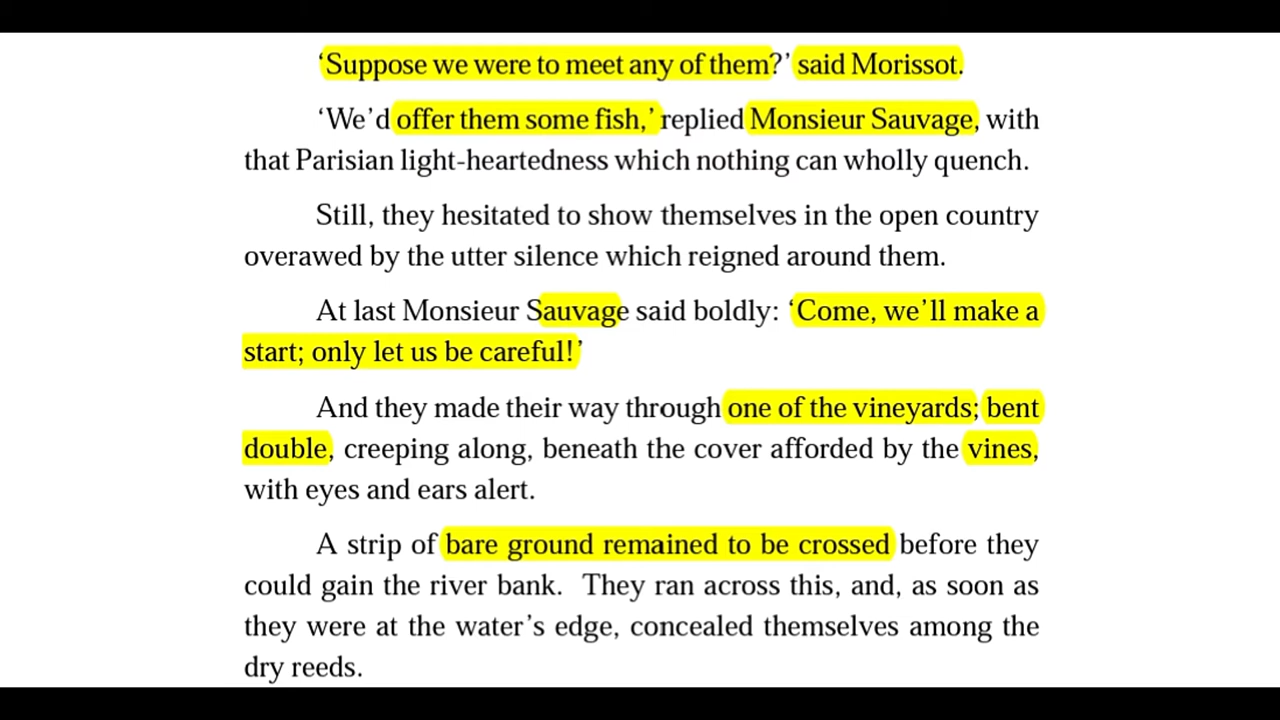 ‘Suppose we were to meet any of them?’ said Morissot.
‘We’d offer them some fish,’ replied Monsieur Sauvage, with
that Parisian light-heartedness which nothing can wholly quench.
Still, they hesitated to show themselves in the open country
overawed by the utter silence which reigned around them.
At last Monsieur Sauvage said boldly: ‘Come, we’ll make a
start; only let us be careful!’
And they made their way through one of the vineyards; bent
double, creeping along, beneath the cover afforded by the vines,
with eyes and ears alert.
A strip of bare ground remained to be crossed before they
could gain the river bank. They ran across this, and, as soon as
they were at the water’s edge, concealed themselves among the
dry reeds.